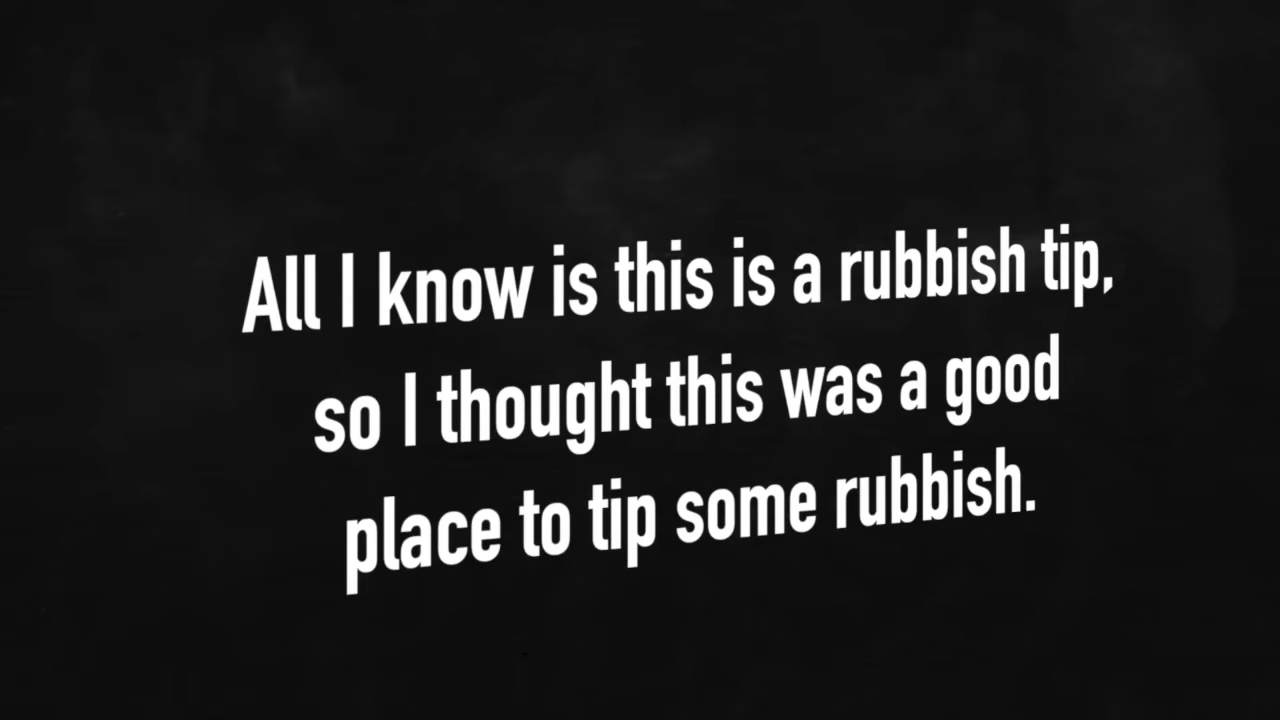 All I know is this is a rubbish tip,
so I thought this was a good
place to tip some rubbish.